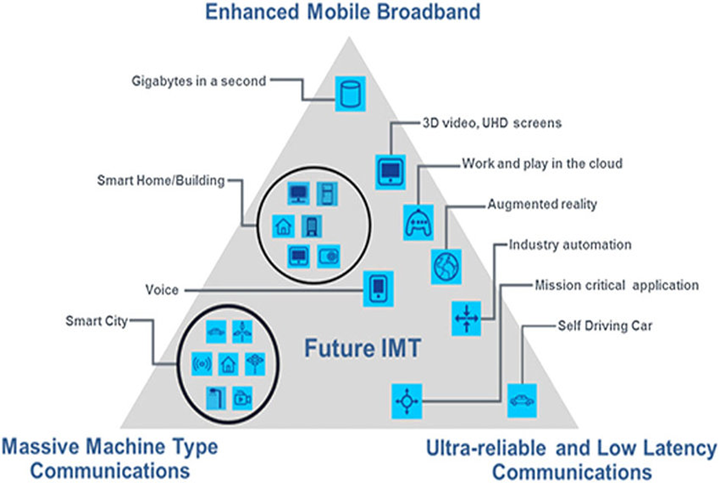 Enhanced Mobile Broadband
Gigabytes in a second
3D video, UHD screens
Work and play in the cloud
Smart Home/Building
Augmented reality
Industry automation
Mission critical application
Voice
Smart City
Self Driving Car
Future IMT
Massive Machine Type
Communications
Ultra-reliable and Low Latency
Communications